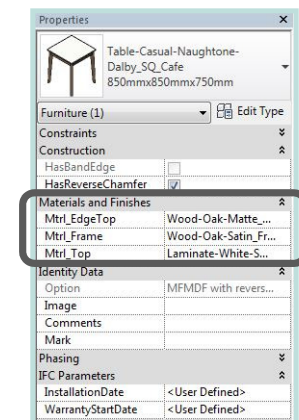 Properties
Table-Casual-Naughtone-
Dalby_SQ_Cafe
850mmx850mmx750mm
Furniture (1)
Edit Type
Constraints
Construction
HasBandEdge
HasReverseChamfer
Materials and Finishes
Mtrl_EdgeTop Wood-Oak-Matte_...
Mtrl_Frame Wood-Oak-Satin_Fr...
Mtrl_Top Laminate-White-S...
Identity Data
Option MFMDF with revers...
Image
Comments
Mark
Phasing
IFC Parameters
InstallationDate <User Defined>
WarrantyStartDate <User Defined>